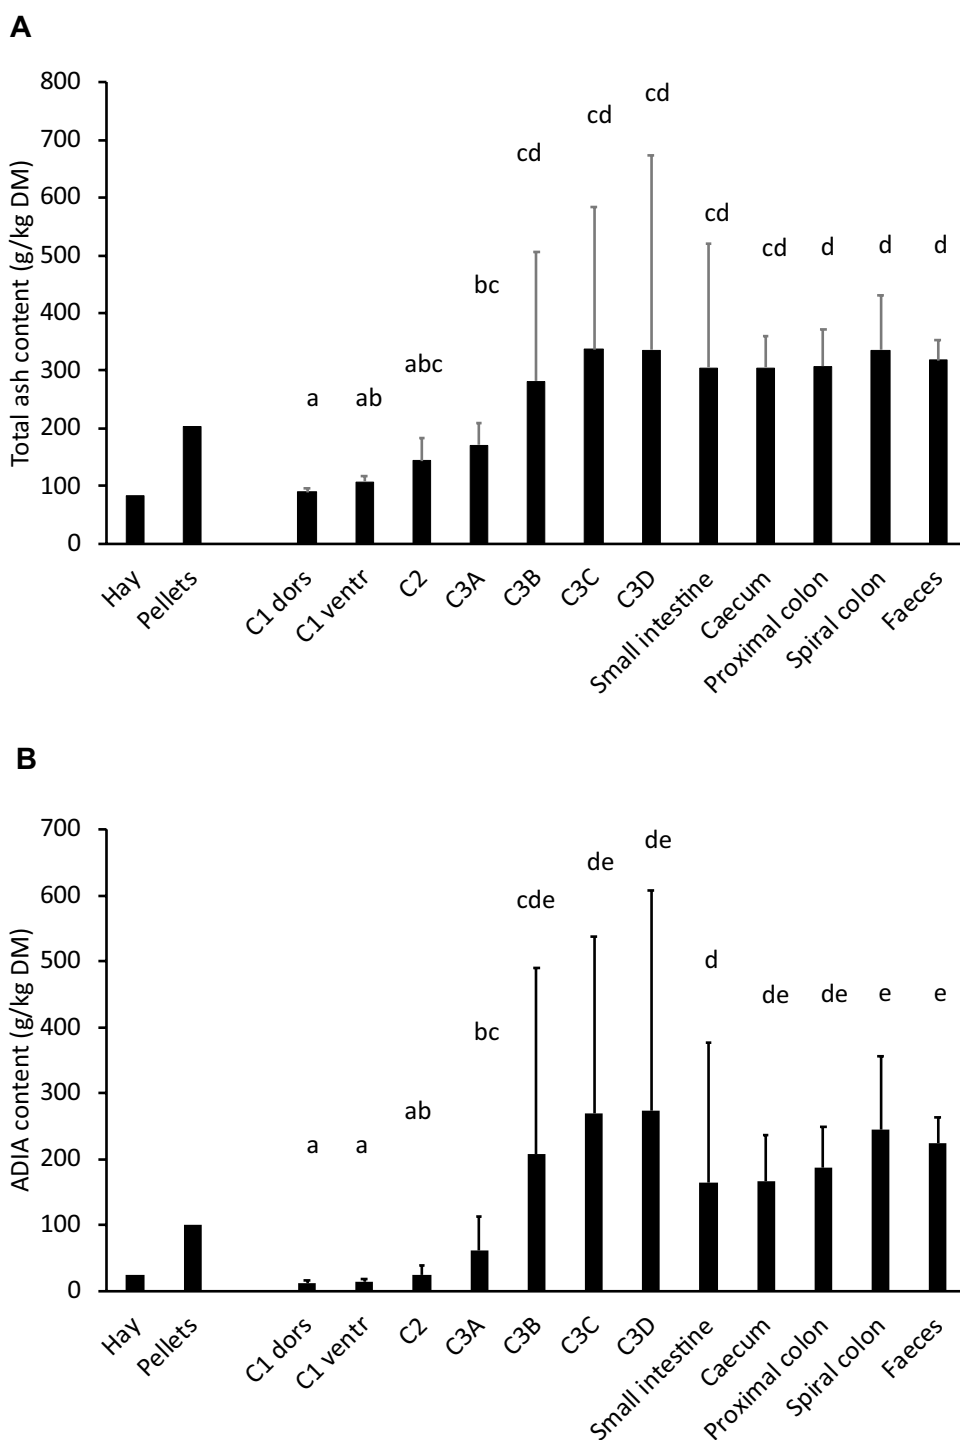 A
Total ash content (g/kg DM)
800
700
600
500
400
300
200
100
0
a
ab
abc
bc
cd
cd
cd
cd
cd
d
d
d
Hay
Pellets
C1 dors
C1 ventr
C2
C3A
C3B
C3C
C3D
Small intestine
Caecum
Proximal colon
Spiral colon
Faeces
B
ADIA content (g/kg DM)
700
600
500
400
300
200
100
0
a
a
ab
bc
cde
de
de
d
de
de
e
e
Hay
Pellets
C1 dors
C1 ventr
C2
C3A
C3B
C3C
C3D
Small intestine
Caecum
Proximal colon
Spiral colon
Faeces